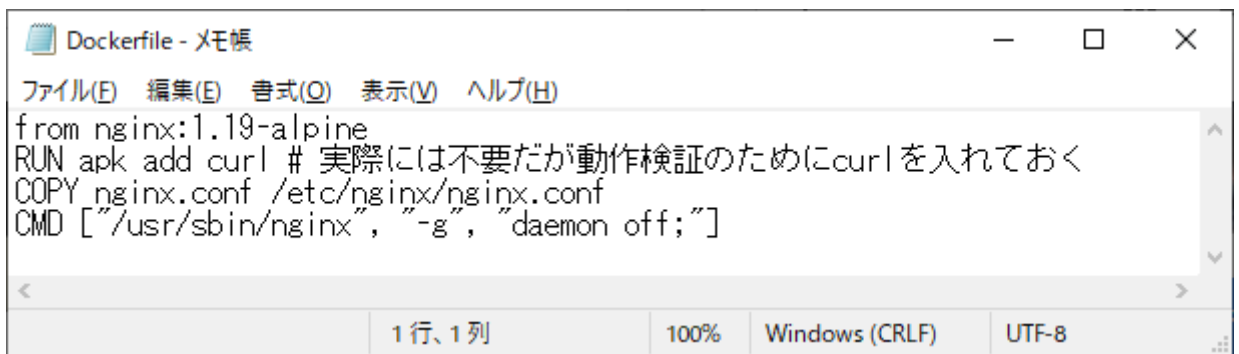 Dockerfile - メモ帳
ファイル(F) 編集(E) 書式(O) 表示(V) ヘルプ(H)
from nginx:1.19-alpine
RUN apk add curl # 実際には不要だが動作検証のためにcurlを入れておく
COPY nginx.conf /etc/nginx/nginx.conf
CMD ["/usr/sbin/nginx", "-g", "daemon off;"]
1 行、1 列 100% Windows (CRLF) UTF-8